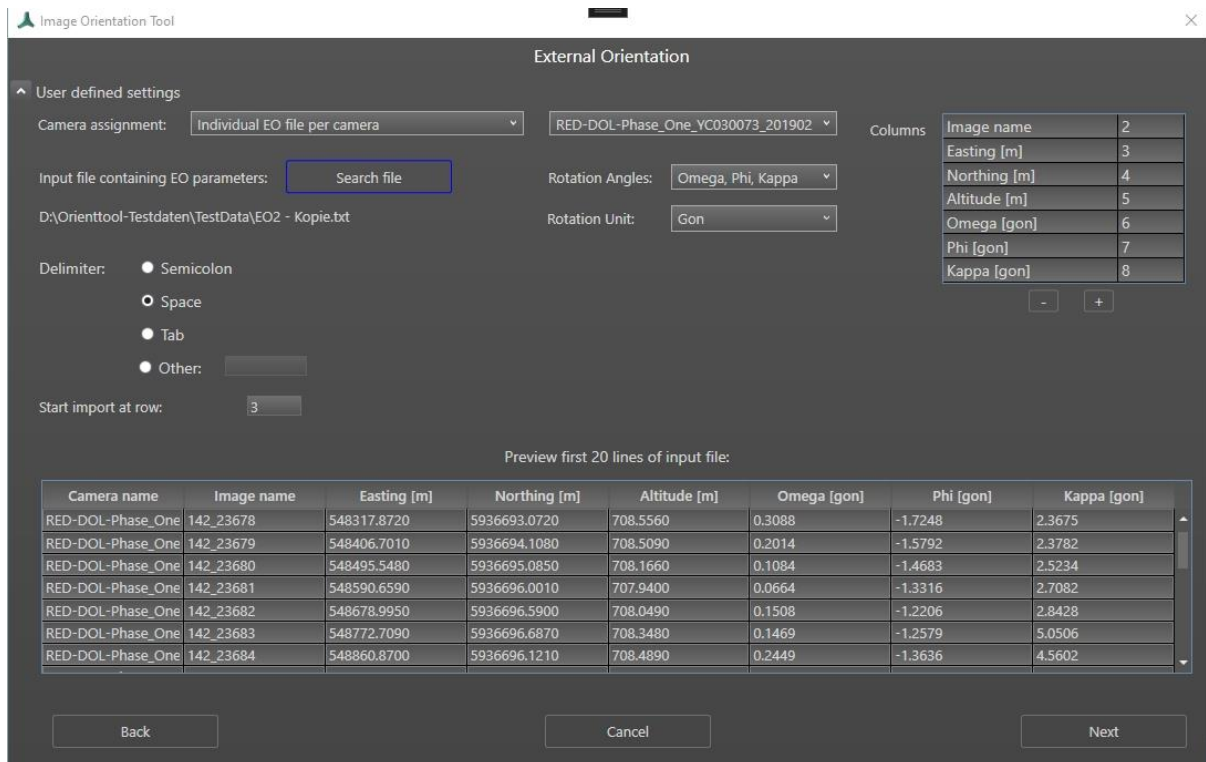 Image Orientation Tool
External Orientation
User defined settings
Camera assignment: Individual EO file per camera RED-DOL-Phase_One_YC030073_201902 Columns
Image name 2
Easting [m] 3
Northing [m] 4
Altitude [m] 5
Omega [gon] 6
Phi [gon] 7
Kappa [gon] 8
- +
Input file containing EO parameters: Search file Rotation Angles: Omega, Phi, Kappa
D:\Orienttool-Testdaten\TestData\EO2 - Kopie.txt Rotation Unit: Gon
Delimiter: Semicolon
Space
Tab
Other:
Start import at row: 3
Preview first 20 lines of input file:
Camera name Image name Easting [m] Northing [m] Altitude [m] Omega [gon] Phi [gon] Kappa [gon]
RED-DOL-Phase_One 142_23678 548317.8720 5936693.0720 708.5560 0.3088 -1.7248 2.3675
RED-DOL-Phase_One 142_23679 548406.7010 5936694.1080 708.5090 0.2014 -1.5792 2.3782
RED-DOL-Phase_One 142_23680 548495.5480 5936695.0850 708.1660 0.1084 -1.4683 2.5234
RED-DOL-Phase_One 142_23681 548590.6590 5936696.0010 707.9400 0.0664 -1.3316 2.7082
RED-DOL-Phase_One 142_23682 548678.9950 5936696.5900 708.0490 0.1508 -1.2206 2.8428
RED-DOL-Phase_One 142_23683 548772.7090 5936696.6870 708.3480 0.1469 -1.2579 5.0506
RED-DOL-Phase_One 142_23684 548860.8700 5936696.1210 708.4890 0.2449 -1.3636 4.5602
Back Cancel Next